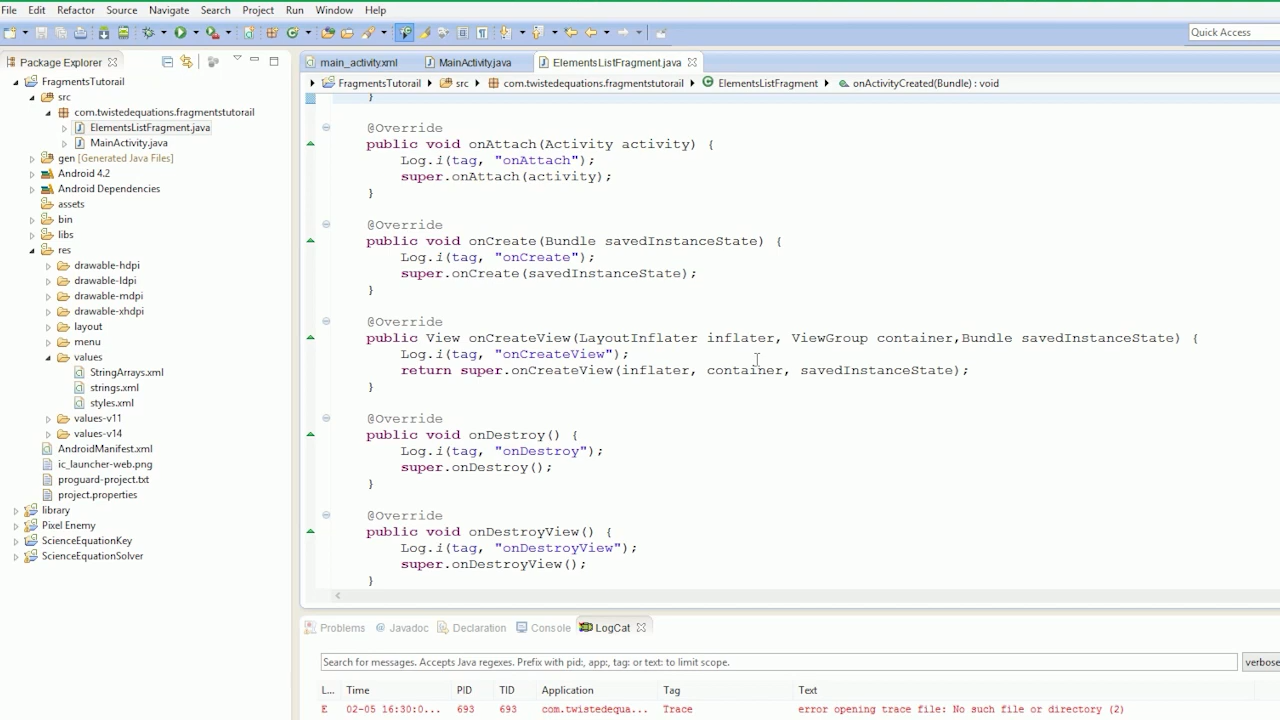 File Edit Refactor Source Navigate Search Project Run Window Help
Quick Access
Package Explorer
FragmentsTutorail
src
com.twistedequations.fragmentstutorail
ElementsListFragment.java
MainActivity.java
gen [Generated Java Files]
Android 4.2
Android Dependencies
assets
bin
libs
res
drawable-hdpi
drawable-ldpi
drawable-mdpi
drawable-xhdpi
layout
menu
values
StringArrays.xml
strings.xml
styles.xml
values-v11
values-v14
AndroidManifest.xml
ic_launcher-web.png
proguard-project.txt
project.properties
library
Pixel Enemy
ScienceEquationKey
ScienceEquationSolver
main_activity.xml MainActivity.java ElementsListFragment.java
FragmentsTutorail src com.twistedequations.fragmentstutorail ElementsListFragment onActivityCreated(Bundle) : void
}
@Override
public void onAttach(Activity activity) {
Log.i(tag, "onAttach");
super.onAttach(activity);
}
@Override
public void onCreate(Bundle savedInstanceState) {
Log.i(tag, "onCreate");
super.onCreate(savedInstanceState);
}
@Override
public View onCreateView(LayoutInflater inflater, ViewGroup container,Bundle savedInstanceState) {
Log.i(tag, "onCreateView");
return super.onCreateView(inflater, container, savedInstanceState);
}
@Override
public void onDestroy() {
Log.i(tag, "onDestroy");
super.onDestroy();
}
@Override
public void onDestroyView() {
Log.i(tag, "onDestroyView");
super.onDestroyView();
}
Problems @ Javadoc Declaration Console LogCat
Search for messages. Accepts Java regexes. Prefix with pid:, app:, tag: or text: to limit scope.
verbose
L... Time PID TID Application Tag Text
E 02-05 16:30:0... 693 693 com.twistedequa... Trace error opening trace file: No such file or directory (2)